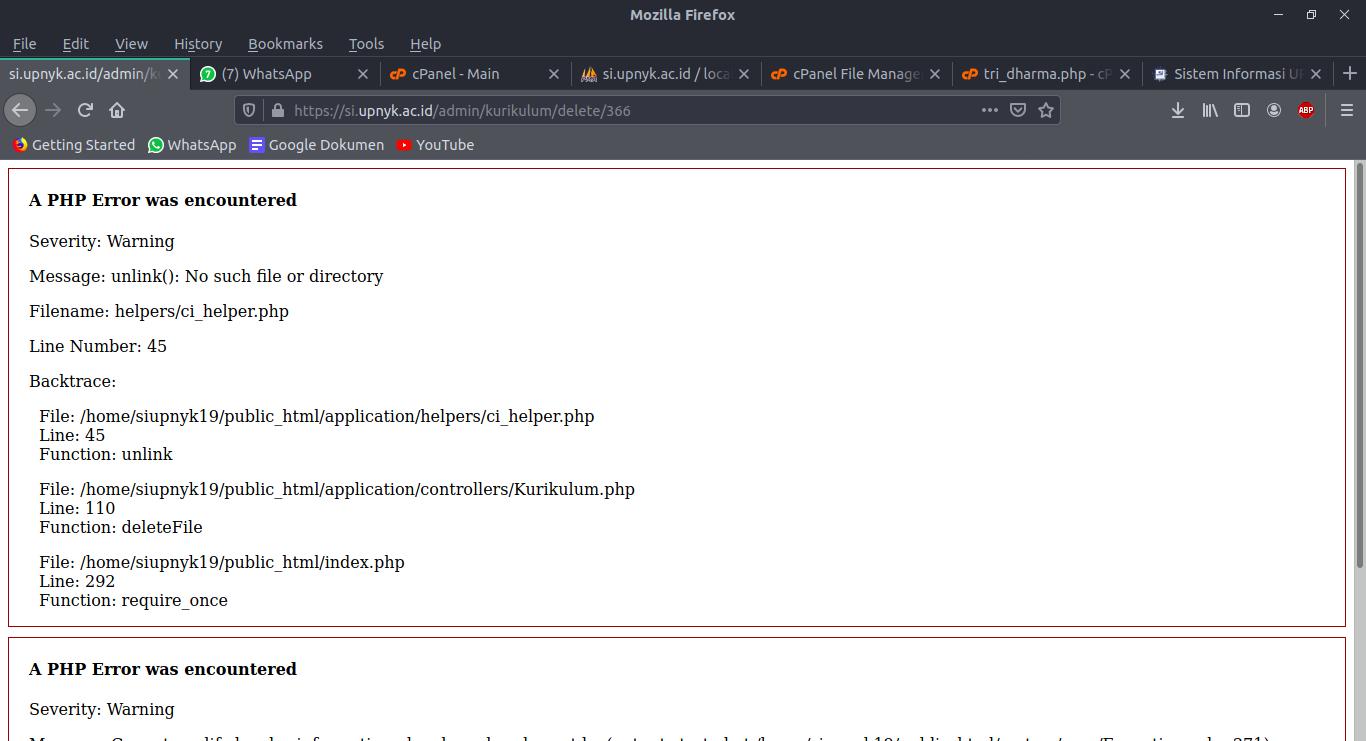 Mozilla Firefox
File Edit View History Bookmarks Tools Help
si.upnyk.ac.id/admin/k (7) WhatsApp cPanel - Main si.upnyk.ac.id / loca cPanel File Manage tri_dharma.php - cP Sistem Informasi U
https://si.upnyk.ac.id/admin/kurikulum/delete/366 ABP
Getting Started WhatsApp Google Dokumen YouTube
A PHP Error was encountered
Severity: Warning
Message: unlink(): No such file or directory
Filename: helpers/ci_helper.php
Line Number: 45
Backtrace:
File: /home/siupnyk19/public_html/application/helpers/ci_helper.php
Line: 45
Function: unlink
File: /home/siupnyk19/public_html/application/controllers/Kurikulum.php
Line: 110
Function: deleteFile
File: /home/siupnyk19/public_html/index.php
Line: 292
Function: require_once
A PHP Error was encountered
Severity: Warning